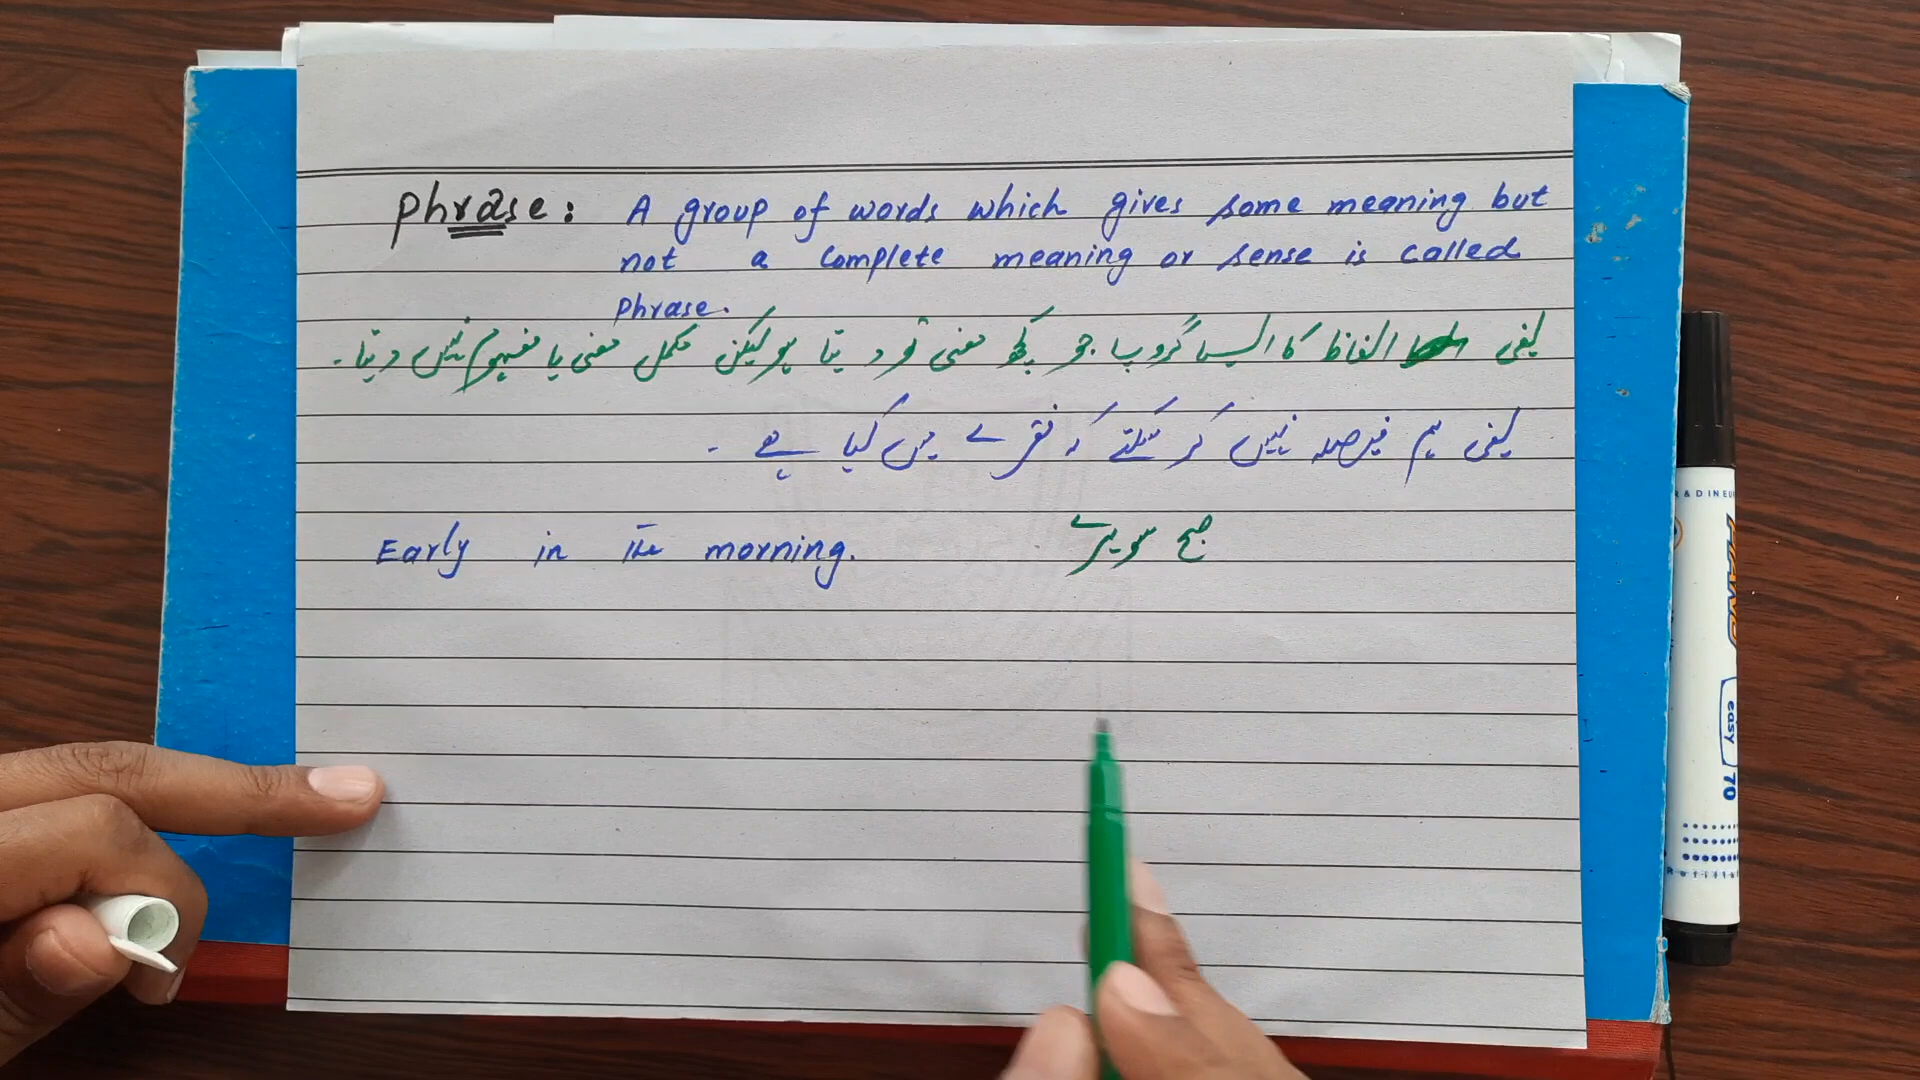 Phrase: A group of words which gives some meaning but
not a complete meaning or sense is called
phrase.
یعنی الفاظ کا ایسا گروپ جو کچھ معنی تو دیتا ہو لیکن مکمل معنی یا مفہوم نہیں دیتا۔
یعنی ہم فیصلہ نہیں کر سکتے کہ فقرے میں کیا ہے ۔
Early in the morning. صبح سویرے
easy 70